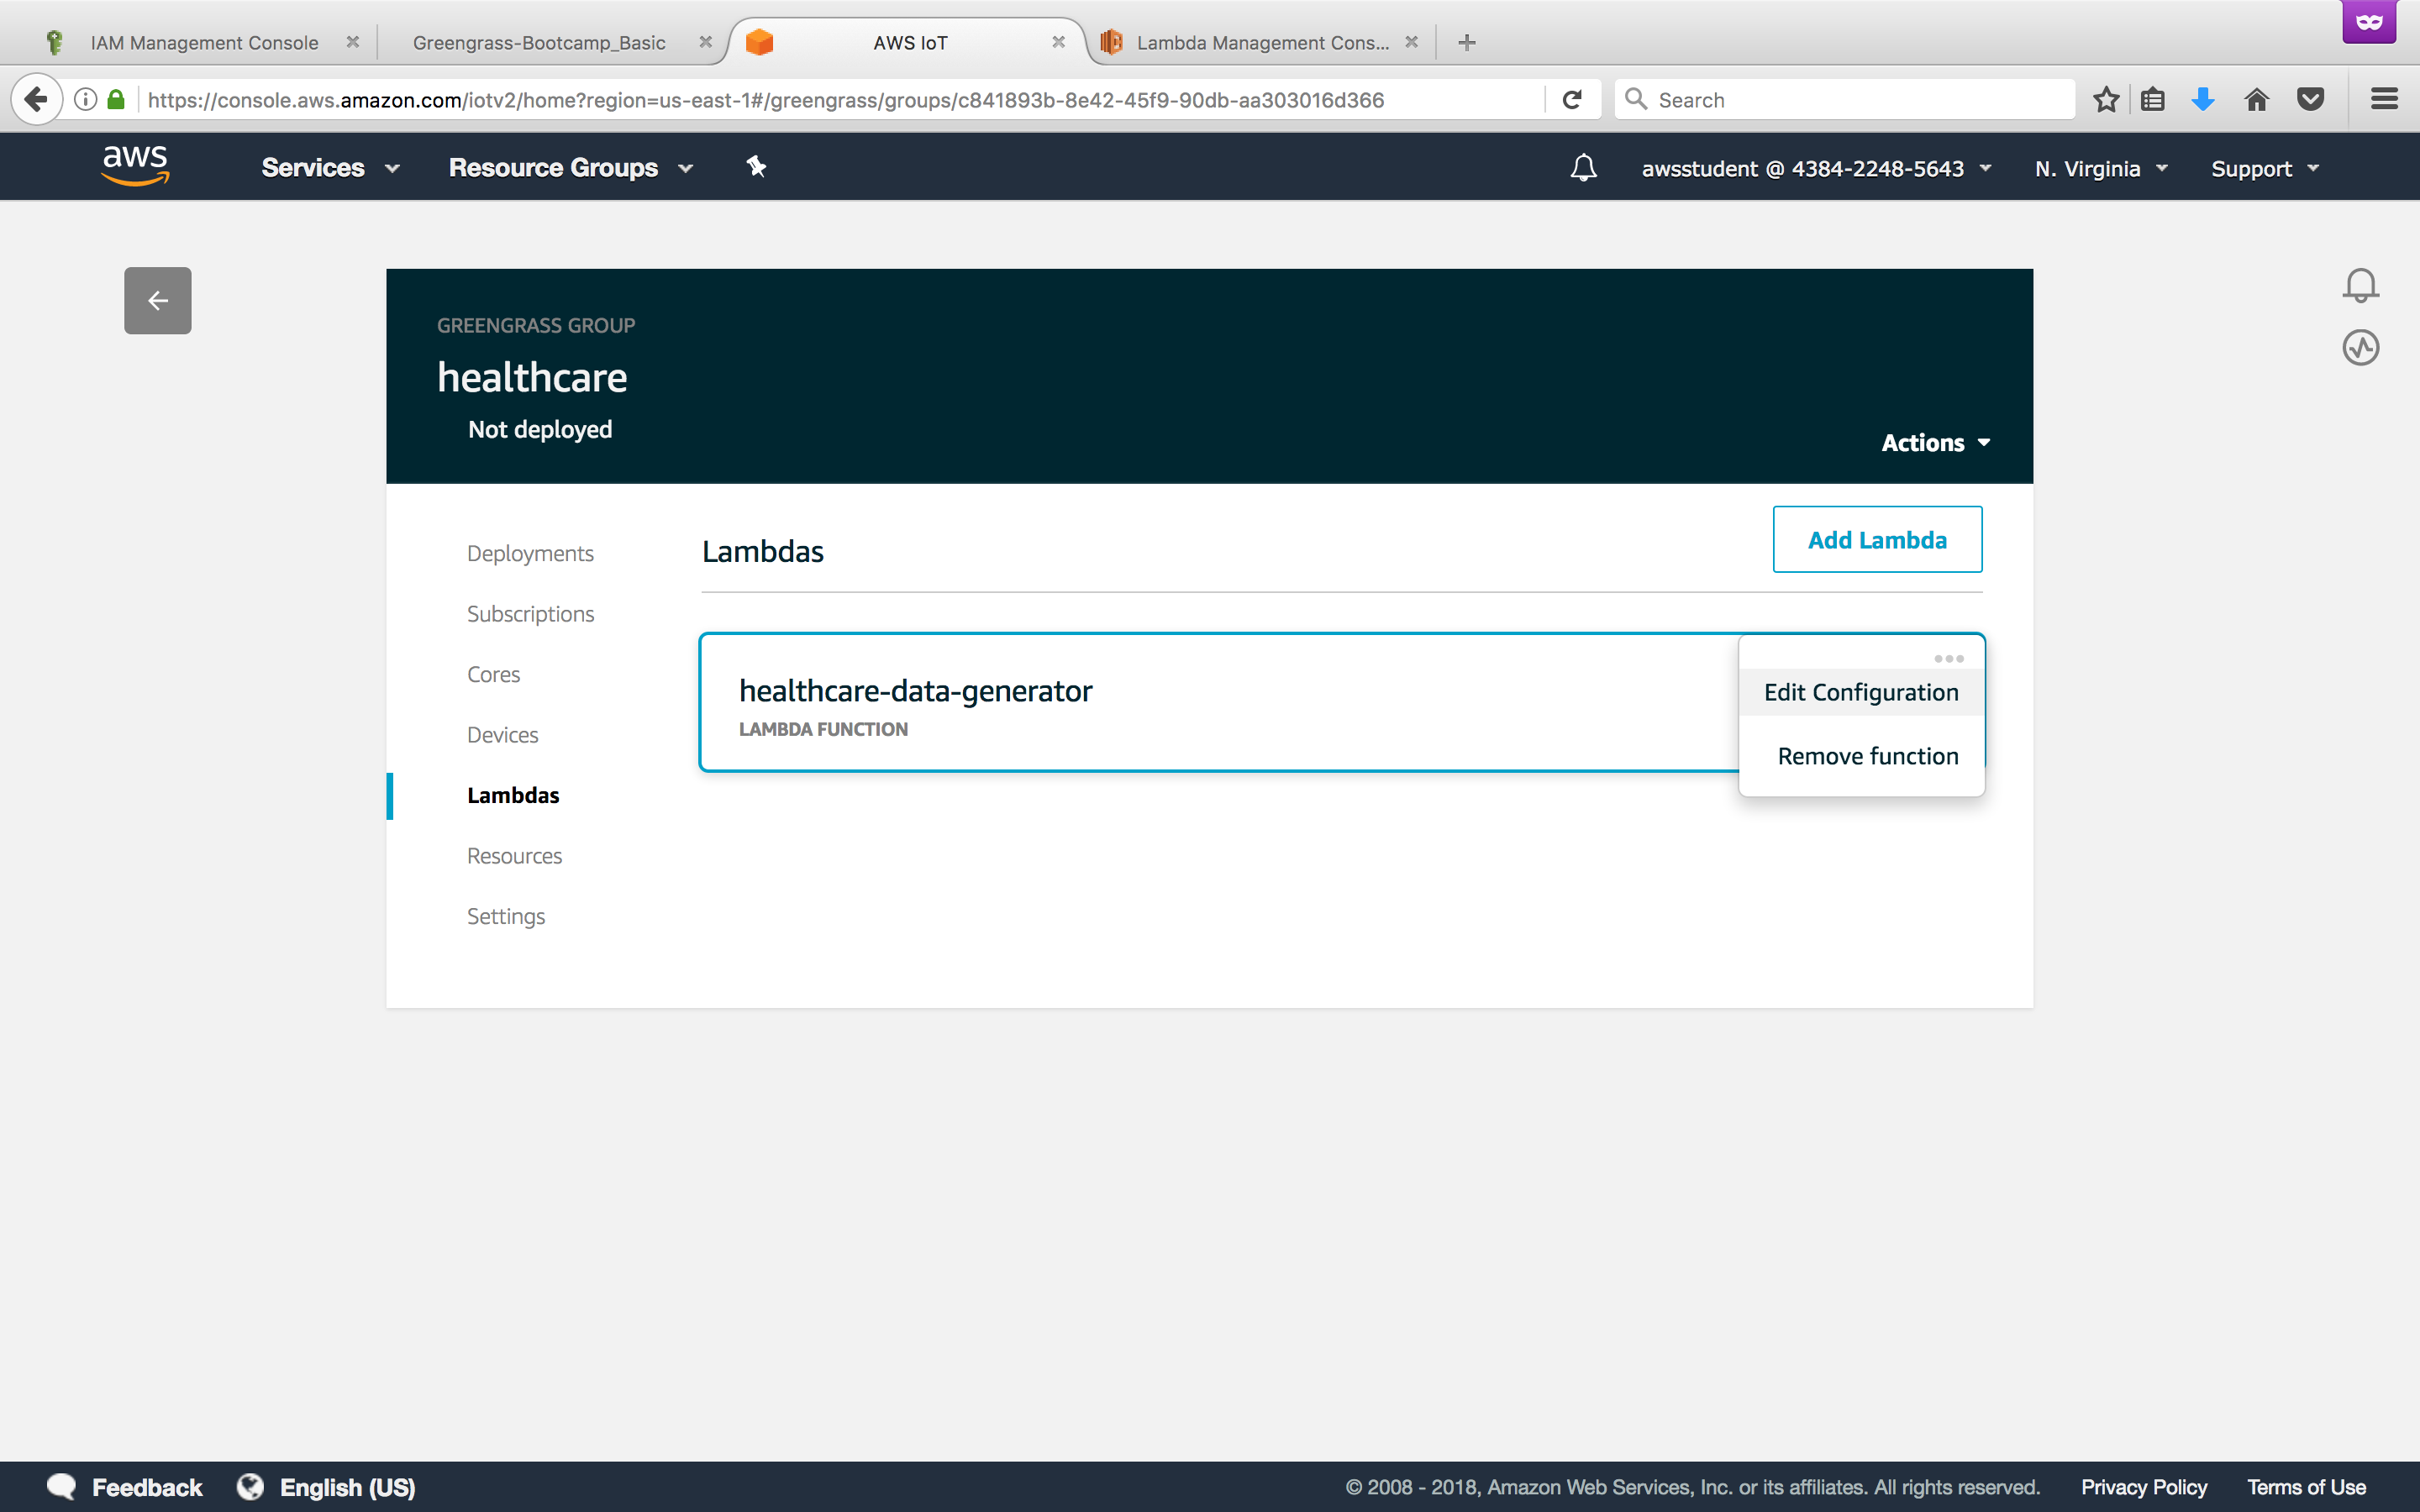 IAM Management Console
Greengrass-Bootcamp_Basic
AWS IoT
Lambda Management Cons...
https://console.aws.amazon.com/iotv2/home?region=us-east-1#/greengrass/groups/c841893b-8e42-45f9-90db-aa303016d366
Search
aws
Services
Resource Groups
awsstudent @ 4384-2248-5643
N. Virginia
Support
GREENGRASS GROUP
healthcare
Not deployed
Actions
Deployments
Subscriptions
Cores
Devices
Lambdas
Resources
Settings
Lambdas
Add Lambda
healthcare-data-generator
LAMBDA FUNCTION
Edit Configuration
Remove function
Feedback
English (US)
© 2008 - 2018, Amazon Web Services, Inc. or its affiliates. All rights reserved.
Privacy Policy
Terms of Use